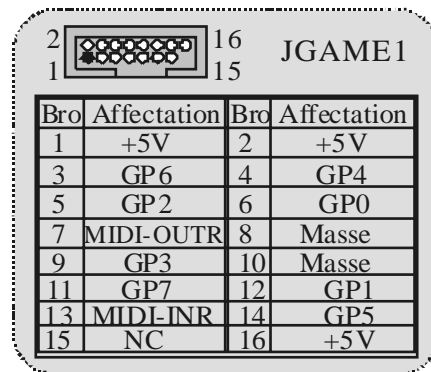 2 16 JGAME1
1 15
Bro Affectation Bro Affectation
1 +5V 2 +5V
3 GP6 4 GP4
5 GP2 6 GP0
7 MIDI-OUTR 8 Masse
9 GP3 10 Masse
11 GP7 12 GP1
13 MIDI-INR 14 GP5
15 NC 16 +5V